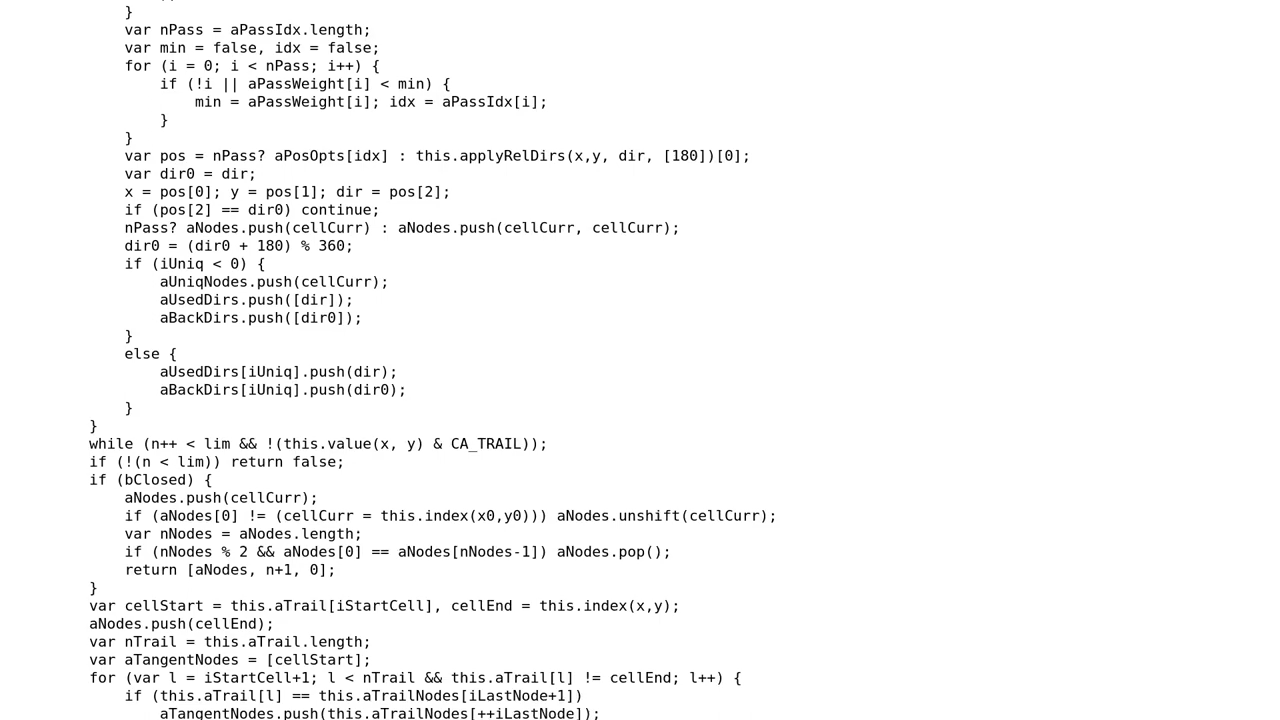 }
var nPass = aPassIdx.length;
var min = false, idx = false;
for (i = 0; i < nPass; i++) {
if (!i || aPassWeight[i] < min) {
min = aPassWeight[i]; idx = aPassIdx[i];
}
}
var pos = nPass? aPosOpts[idx] : this.applyRelDirs(x,y, dir, [180])[0];
var dir0 = dir;
x = pos[0]; y = pos[1]; dir = pos[2];
if (pos[2] == dir0) continue;
nPass? aNodes.push(cellCurr) : aNodes.push(cellCurr, cellCurr);
dir0 = (dir0 + 180) % 360;
if (iUniq < 0) {
aUniqNodes.push(cellCurr);
aUsedDirs.push([dir]);
aBackDirs.push([dir0]);
}
else {
aUsedDirs[iUniq].push(dir);
aBackDirs[iUniq].push(dir0);
}
}
while (n++ < lim && !(this.value(x, y) & CA_TRAIL));
if (!(n < lim)) return false;
if (bClosed) {
aNodes.push(cellCurr);
if (aNodes[0] != (cellCurr = this.index(x0,y0))) aNodes.unshift(cellCurr);
var nNodes = aNodes.length;
if (nNodes % 2 && aNodes[0] == aNodes[nNodes-1]) aNodes.pop();
return [aNodes, n+1, 0];
}
var cellStart = this.aTrail[iStartCell], cellEnd = this.index(x,y);
aNodes.push(cellEnd);
var nTrail = this.aTrail.length;
var aTangentNodes = [cellStart];
for (var l = iStartCell+1; l < nTrail && this.aTrail[l] != cellEnd; l++) {
if (this.aTrail[l] == this.aTrailNodes[iLastNode+1])
aTangentNodes.push(this.aTrailNodes[++iLastNode]);